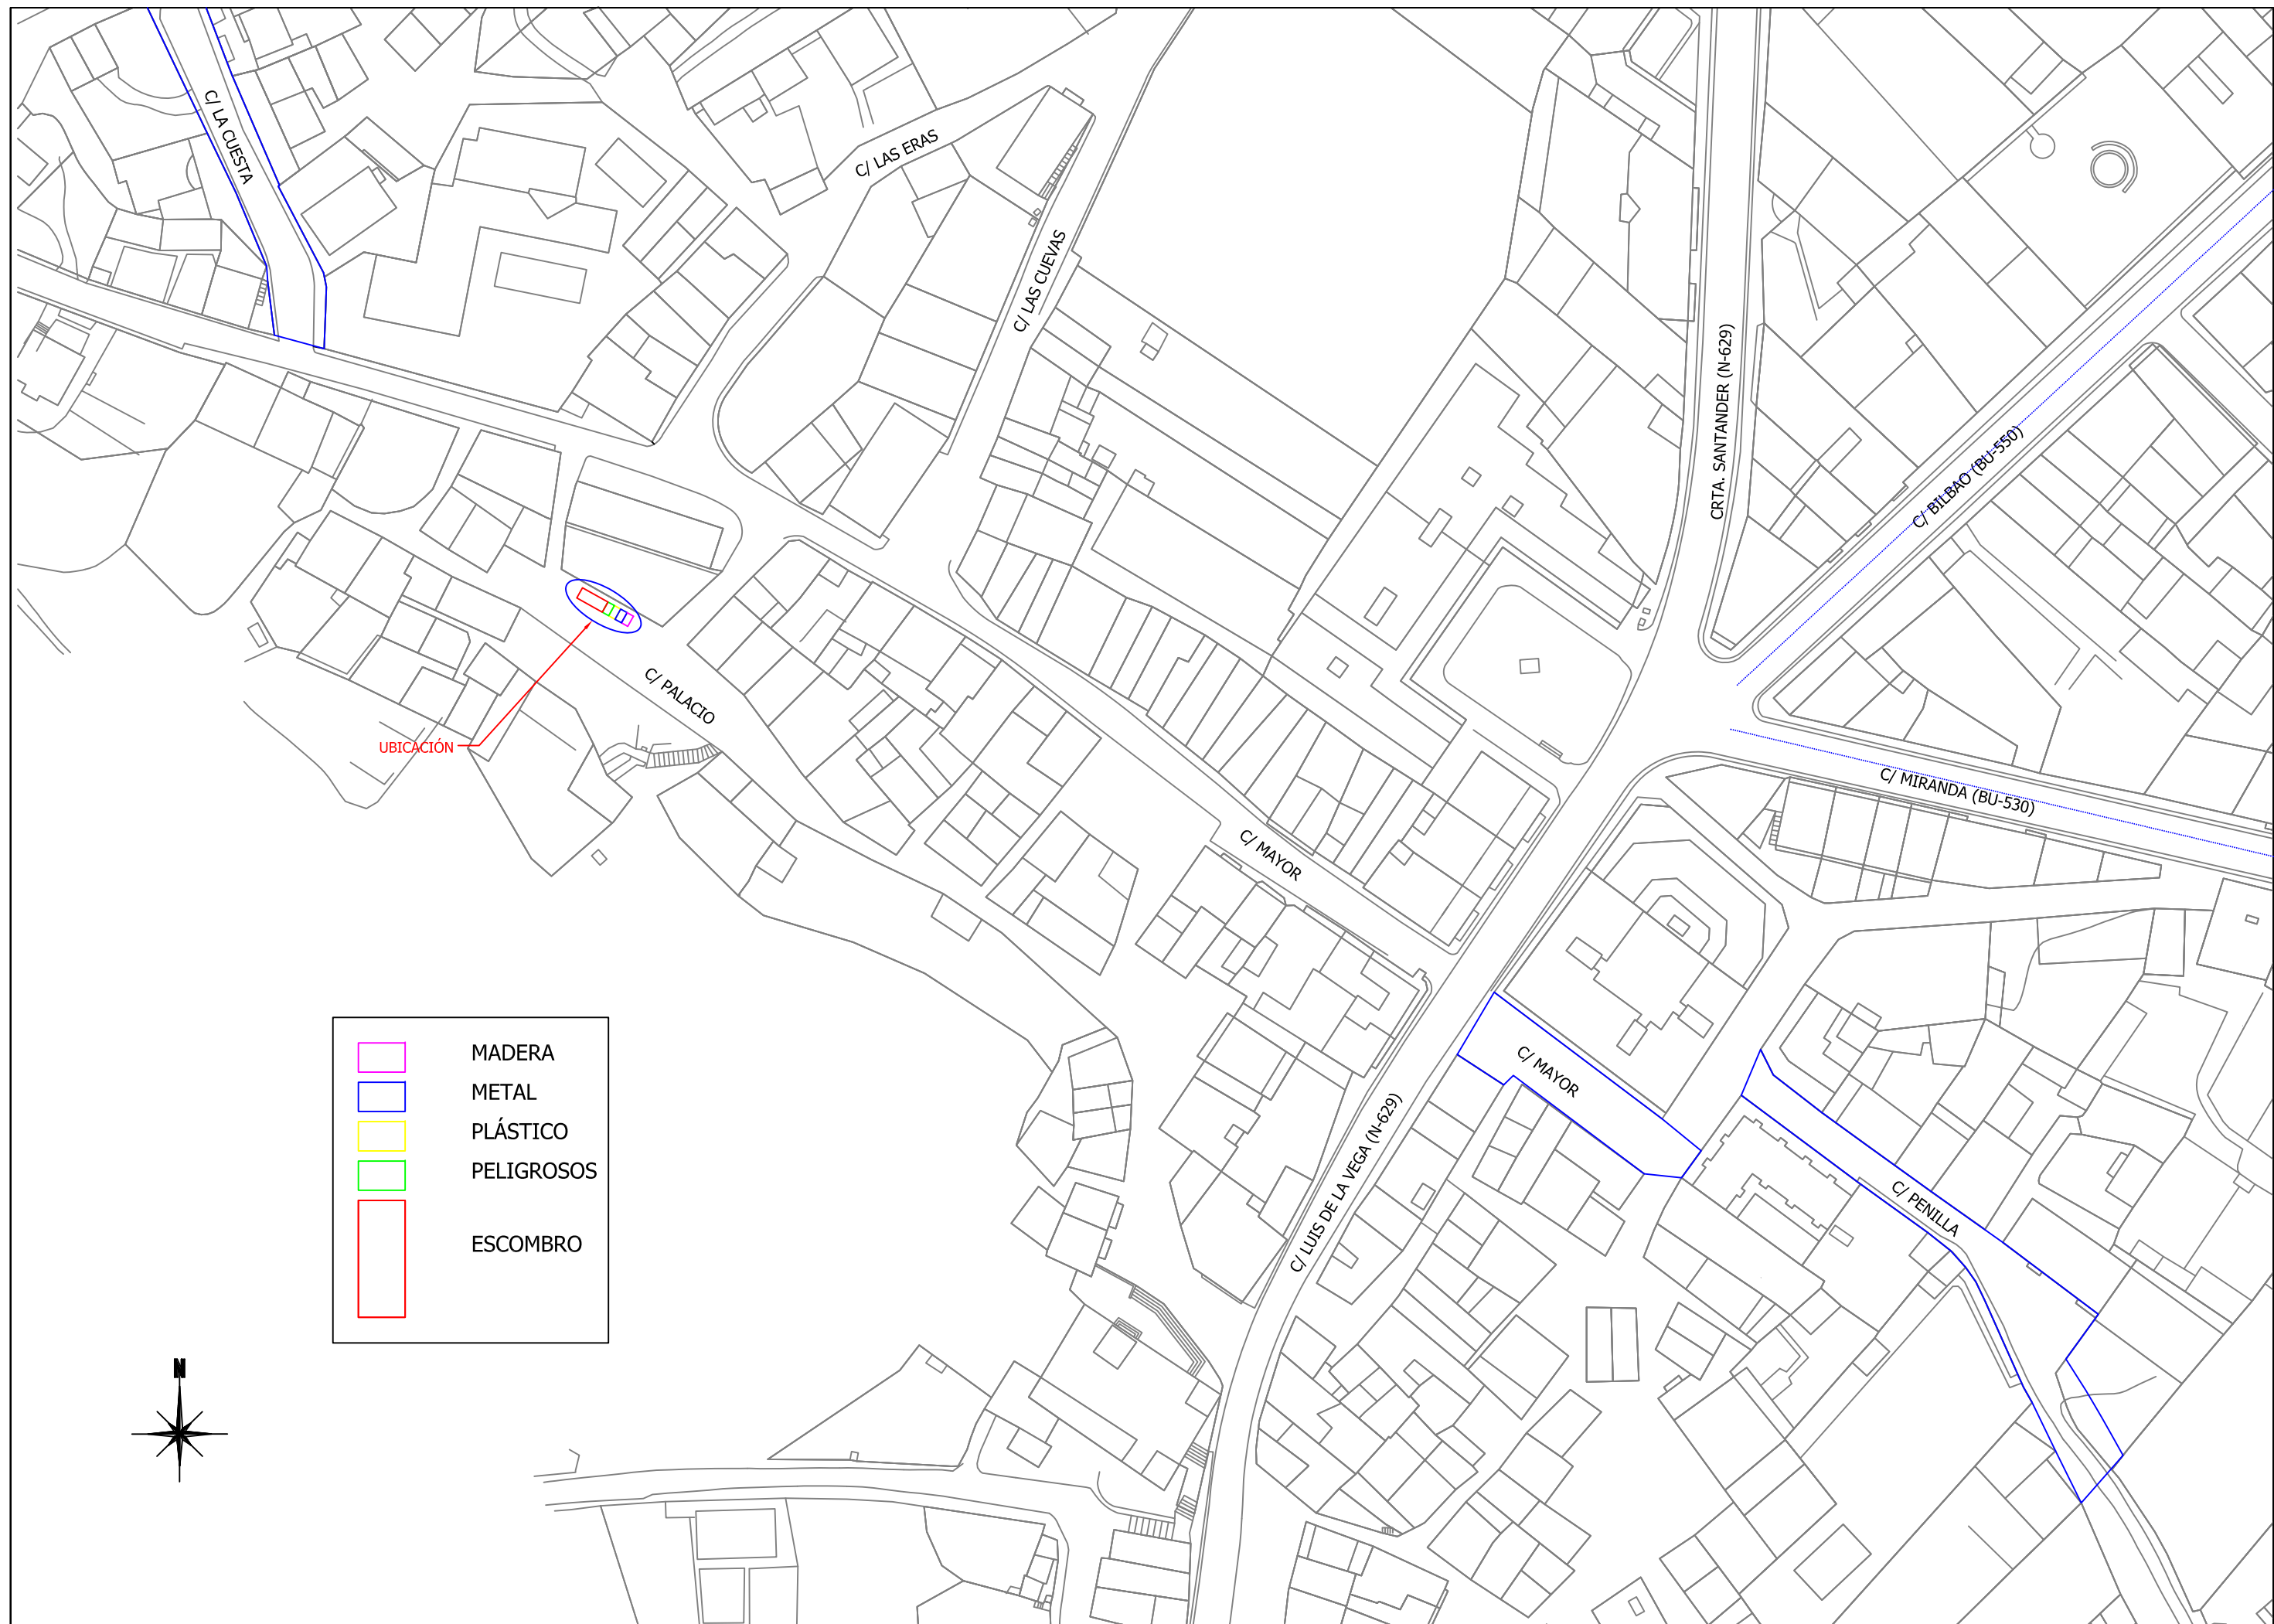 C/ LA CUESTA
C/ LAS ERAS
C/ LAS CUEVAS
CRTA. SANTANDER (N-629)
C/ BILBAO (BU-550)
C/ PALACIO
UBICACIÓN
C/ MIRANDA (BU-530)
C/ MAYOR
C/ MAYOR
C/ LUIS DE LA VEGA (N-629)
C/ PENILLA
MADERA
METAL
PLÁSTICO
PELIGROSOS
ESCOMBRO
N